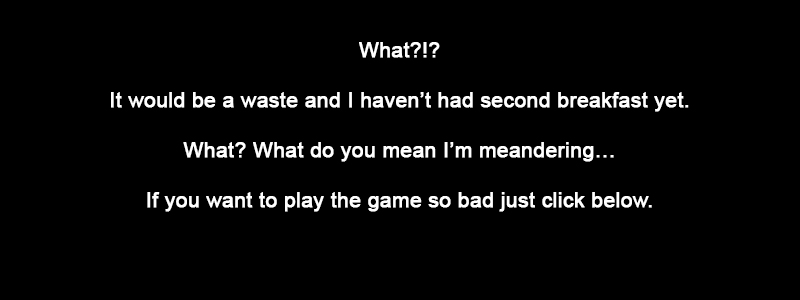 What?!?
It would be a waste and I haven’t had second breakfast yet.
What? What do you mean I’m meandering…
If you want to play the game so bad just click below.